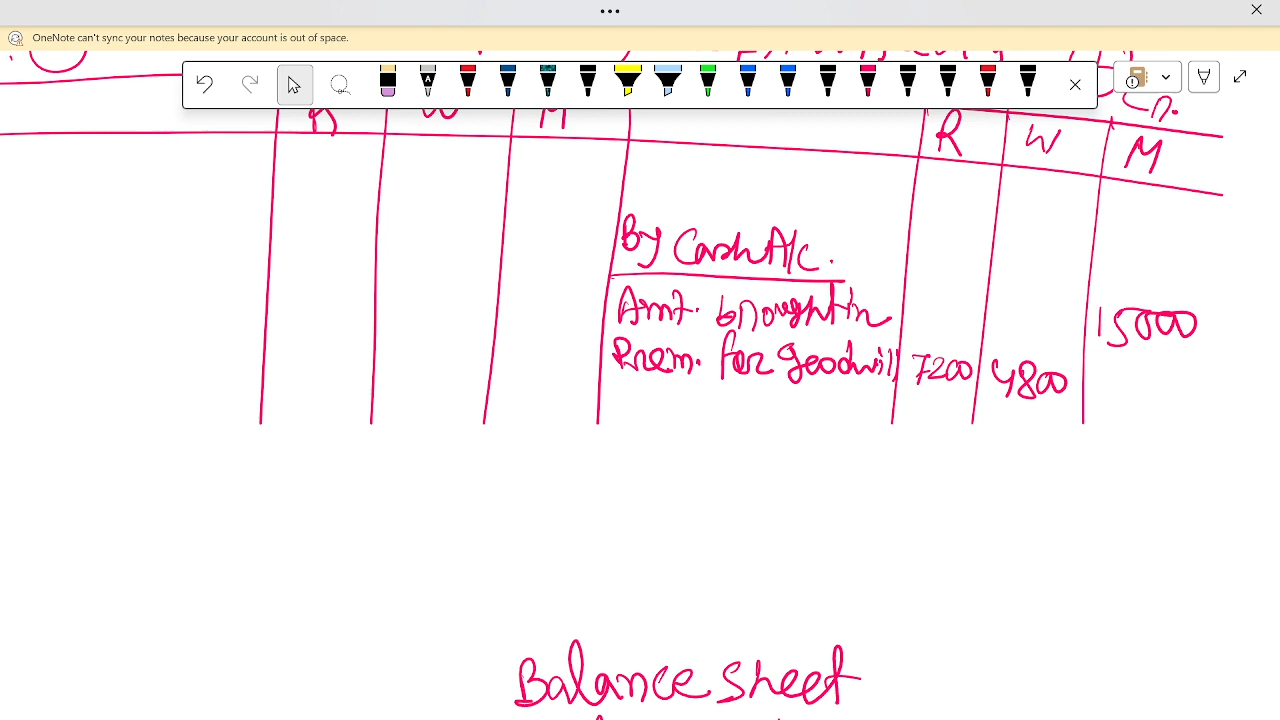 OneNote can't sync your notes because your account is out of space.
Cr.
R W M R W M
By Cash A/c.
Amt. brought in 15000
Prem. for goodwill 7200 4800
Balance sheet